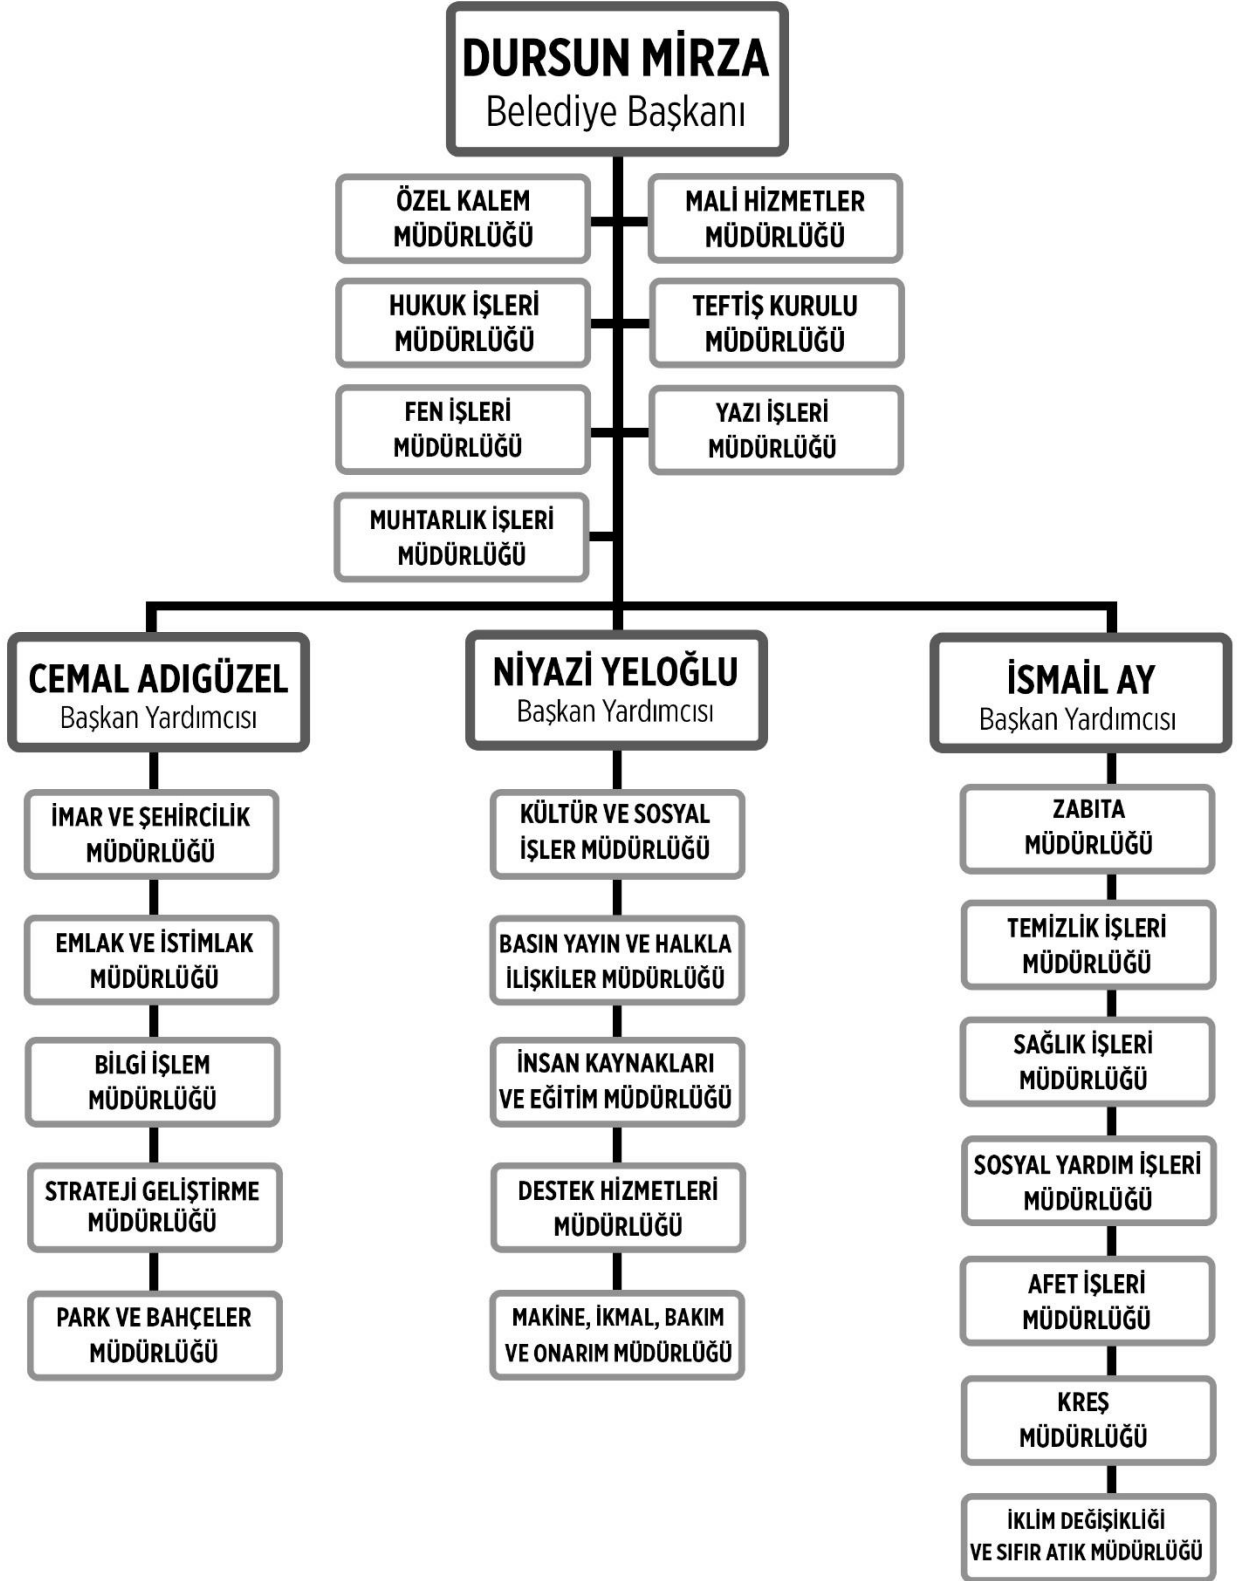 DURSUN MİRZA
Belediye Başkanı
ÖZEL KALEM
MÜDÜRLÜĞÜ
MALİ HİZMETLER
MÜDÜRLÜĞÜ
HUKUK İŞLERİ
MÜDÜRLÜĞÜ
TEFTİŞ KURULU
MÜDÜRLÜĞÜ
FEN İŞLERİ
MÜDÜRLÜĞÜ
YAZI İŞLERİ
MÜDÜRLÜĞÜ
MUHTARLIK İŞLERİ
MÜDÜRLÜĞÜ
CEMAL ADIGÜZEL
Başkan Yardımcısı
İMAR VE ŞEHİRCİLİK
MÜDÜRLÜĞÜ
EMLAK VE İSTİMLAK
MÜDÜRLÜĞÜ
BİLGİ İŞLEM
MÜDÜRLÜĞÜ
STRATEJİ GELİŞTİRME
MÜDÜRLÜĞÜ
PARK VE BAHÇELER
MÜDÜRLÜĞÜ
NİYAZİ YELOĞLU
Başkan Yardımcısı
KÜLTÜR VE SOSYAL
İŞLER MÜDÜRLÜĞÜ
BASIN YAYIN VE HALKLA
İLİŞKİLER MÜDÜRLÜĞÜ
İNSAN KAYNAKLARI
VE EĞİTİM MÜDÜRLÜĞÜ
DESTEK HİZMETLERİ
MÜDÜRLÜĞÜ
MAKİNE, İKMAL, BAKIM
VE ONARIM MÜDÜRLÜĞÜ
İSMAİL AY
Başkan Yardımcısı
ZABITA
MÜDÜRLÜĞÜ
TEMİZLİK İŞLERİ
MÜDÜRLÜĞÜ
SAĞLIK İŞLERİ
MÜDÜRLÜĞÜ
SOSYAL YARDIM İŞLERİ
MÜDÜRLÜĞÜ
AFET İŞLERİ
MÜDÜRLÜĞÜ
KREŞ
MÜDÜRLÜĞÜ
İKLİM DEĞİŞİKLİĞİ
VE SIFIR ATIK MÜDÜRLÜĞÜ